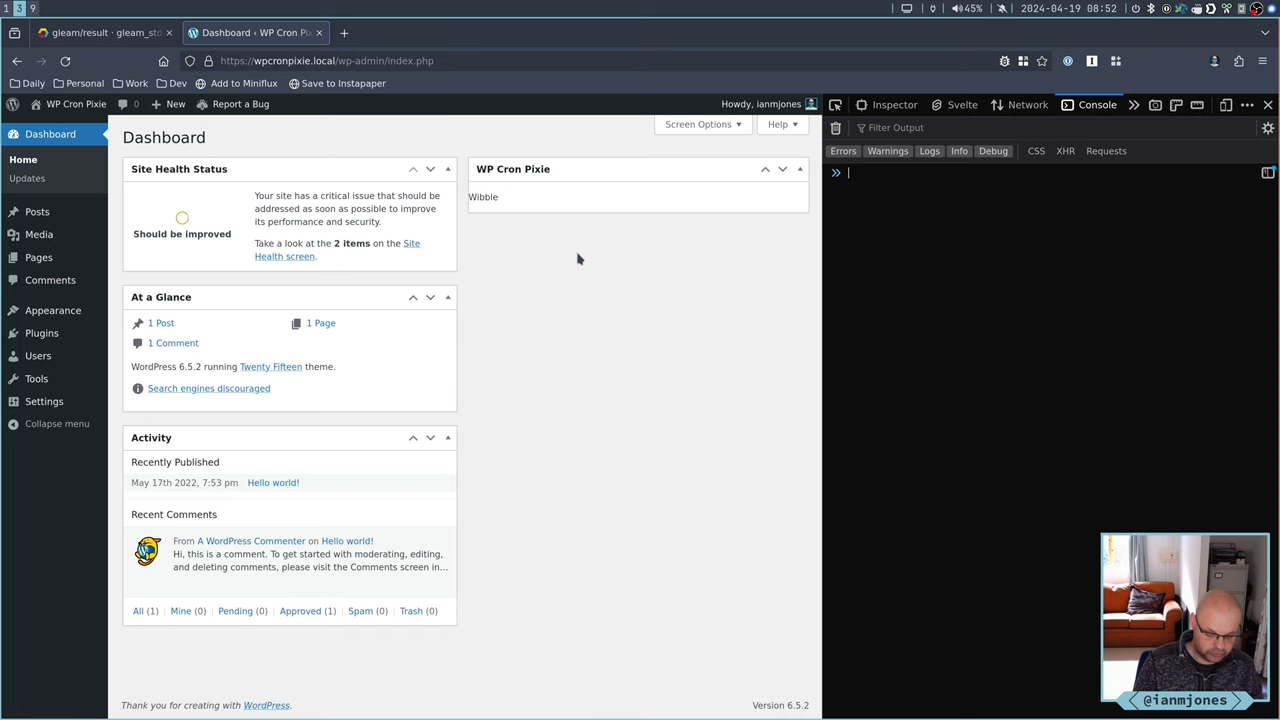 1 3 9
45%
2024-04-19
08:52
gleam/result · gleam_std
Dashboard ‹ WP Cron Pix
https://wpcronpixie.local/wp-admin/index.php
Daily
Personal
Work
Dev
Add to Miniflux
Save to Instapaper
WP Cron Pixie
0
New
Report a Bug
Howdy, ianmjones
Dashboard
Home
Updates
Posts
Media
Pages
Comments
Appearance
Plugins
Users
Tools
Settings
Collapse menu
Dashboard
Screen Options
Help
Site Health Status
Should be improved
Your site has a critical issue that should be
addressed as soon as possible to improve
its performance and security.
Take a look at the 2 items on the Site
Health screen.
At a Glance
1 Post
1 Page
1 Comment
WordPress 6.5.2 running Twenty Fifteen theme.
Search engines discouraged
Activity
Recently Published
May 17th 2022, 7:53 pm
Hello world!
Recent Comments
From A WordPress Commenter on Hello world!
Hi, this is a comment. To get started with moderating, editing,
and deleting comments, please visit the Comments screen in…
All (1) | Mine (0) | Pending (0) | Approved (1) | Spam (0) | Trash (0)
WP Cron Pixie
Wibble
Thank you for creating with WordPress.
Version 6.5.2
Inspector
Svelte
Network
Console
Filter Output
Errors
Warnings
Logs
Info
Debug
CSS
XHR
Requests
@ianmjones